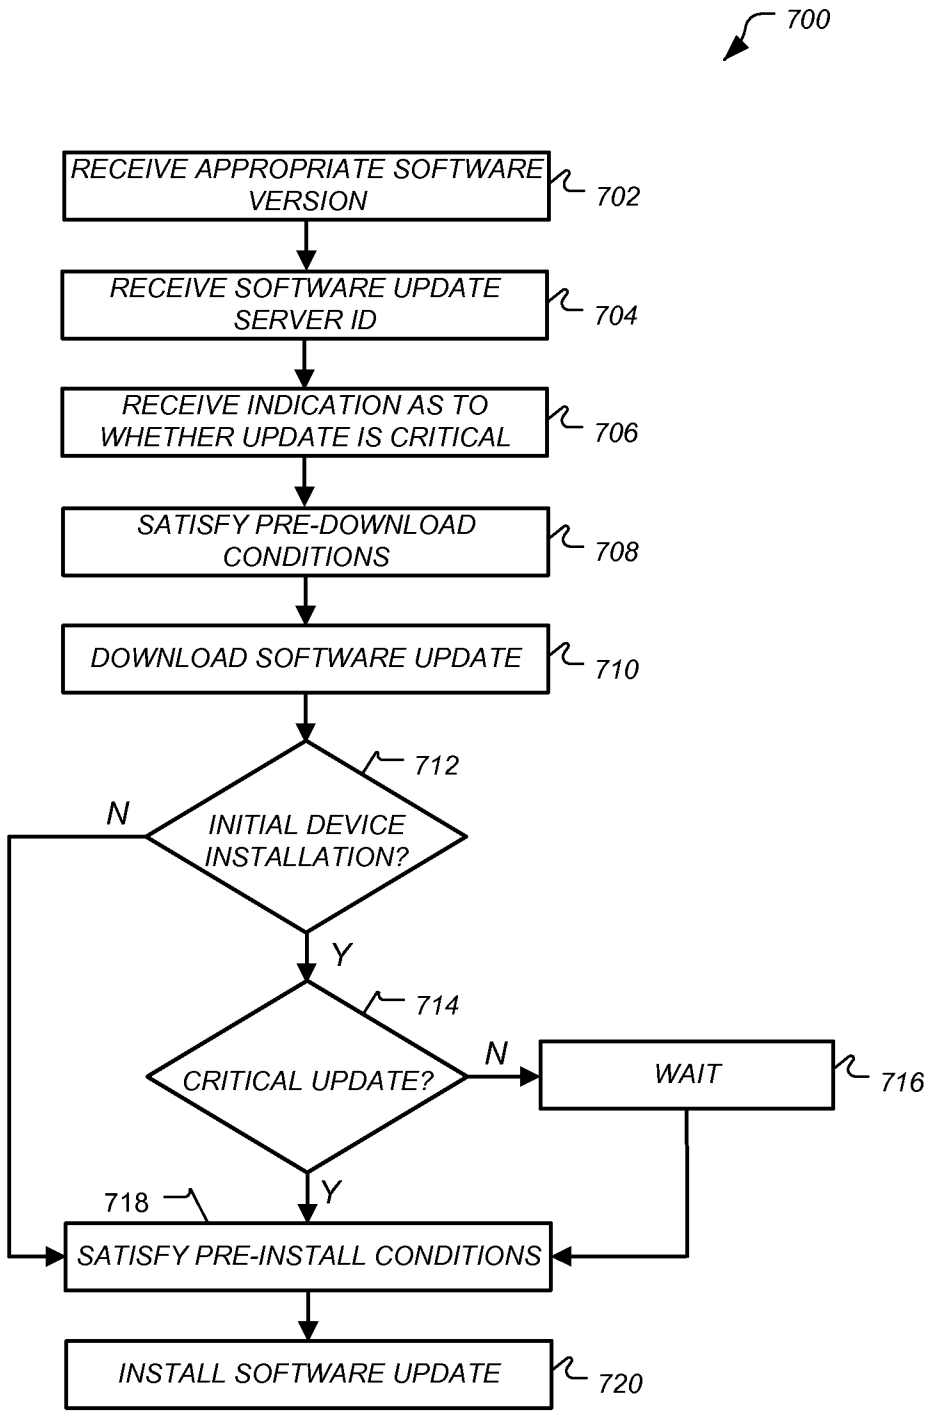 700
RECEIVE APPROPRIATE SOFTWARE
VERSION
702
RECEIVE SOFTWARE UPDATE
SERVER ID
704
RECEIVE INDICATION AS TO
WHETHER UPDATE IS CRITICAL
706
SATISFY PRE-DOWNLOAD
CONDITIONS
708
DOWNLOAD SOFTWARE UPDATE
710
712
N
INITIAL DEVICE
INSTALLATION?
Y
714
CRITICAL UPDATE?
N
WAIT
716
Y
718
SATISFY PRE-INSTALL CONDITIONS
INSTALL SOFTWARE UPDATE
720